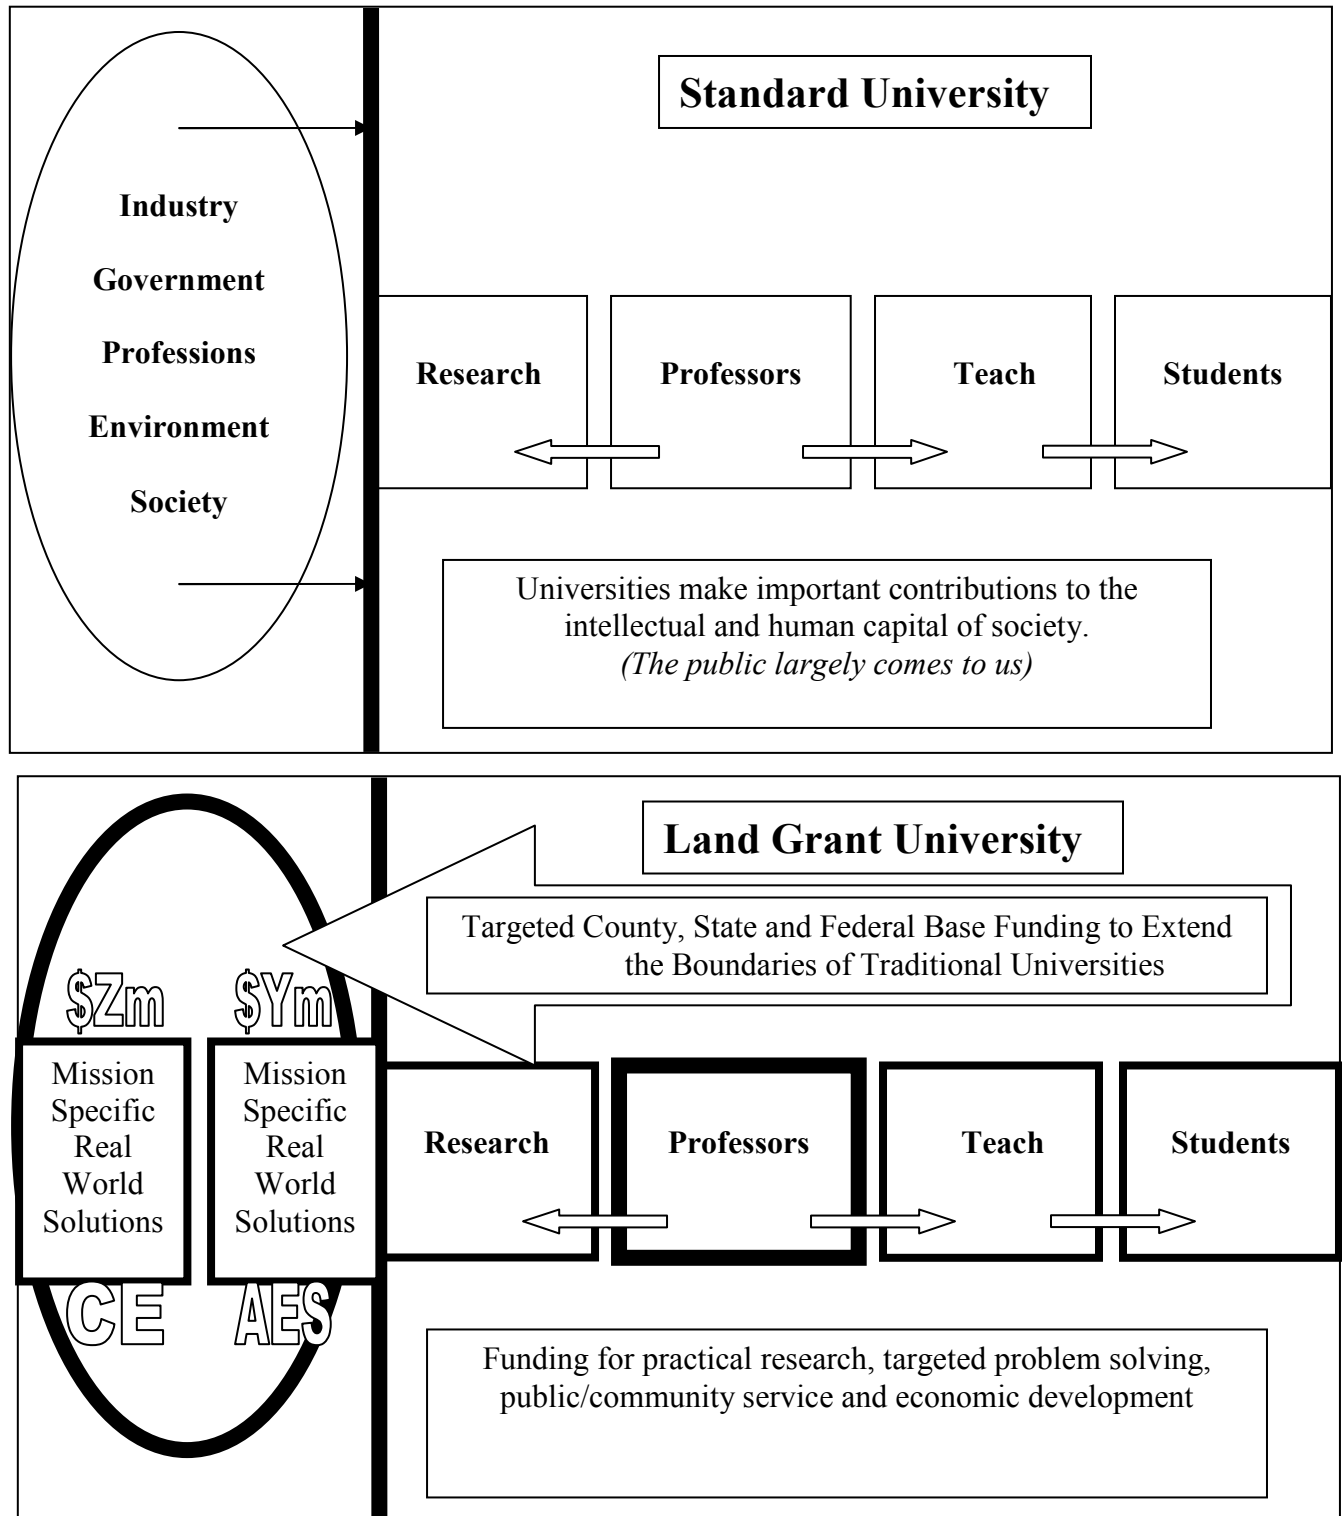 Standard University
Industry
Government
Professions
Environment
Society
Research
Professors
Teach
Students
Universities make important contributions to the
intellectual and human capital of society.
(The public largely comes to us)
Land Grant University
Targeted County, State and Federal Base Funding to Extend
the Boundaries of Traditional Universities
$Zm
Mission
Specific
Real
World
Solutions
CE
$Ym
Mission
Specific
Real
World
Solutions
AES
Research
Professors
Teach
Students
Funding for practical research, targeted problem solving,
public/community service and economic development